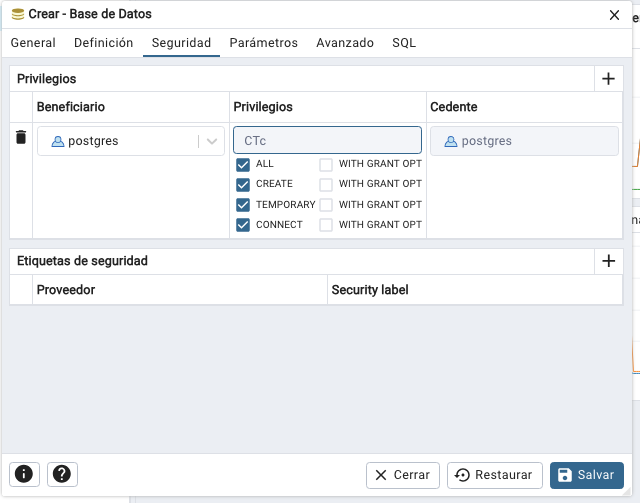 Crear - Base de Datos
General Definición Seguridad Parámetros Avanzado SQL
Privilegios
Beneficiario Privilegios Cedente
postgres CTc postgres
ALL WITH GRANT OPT
CREATE WITH GRANT OPT
TEMPORARY WITH GRANT OPT
CONNECT WITH GRANT OPT
Etiquetas de seguridad
Proveedor Security label
Cerrar Restaurar Salvar